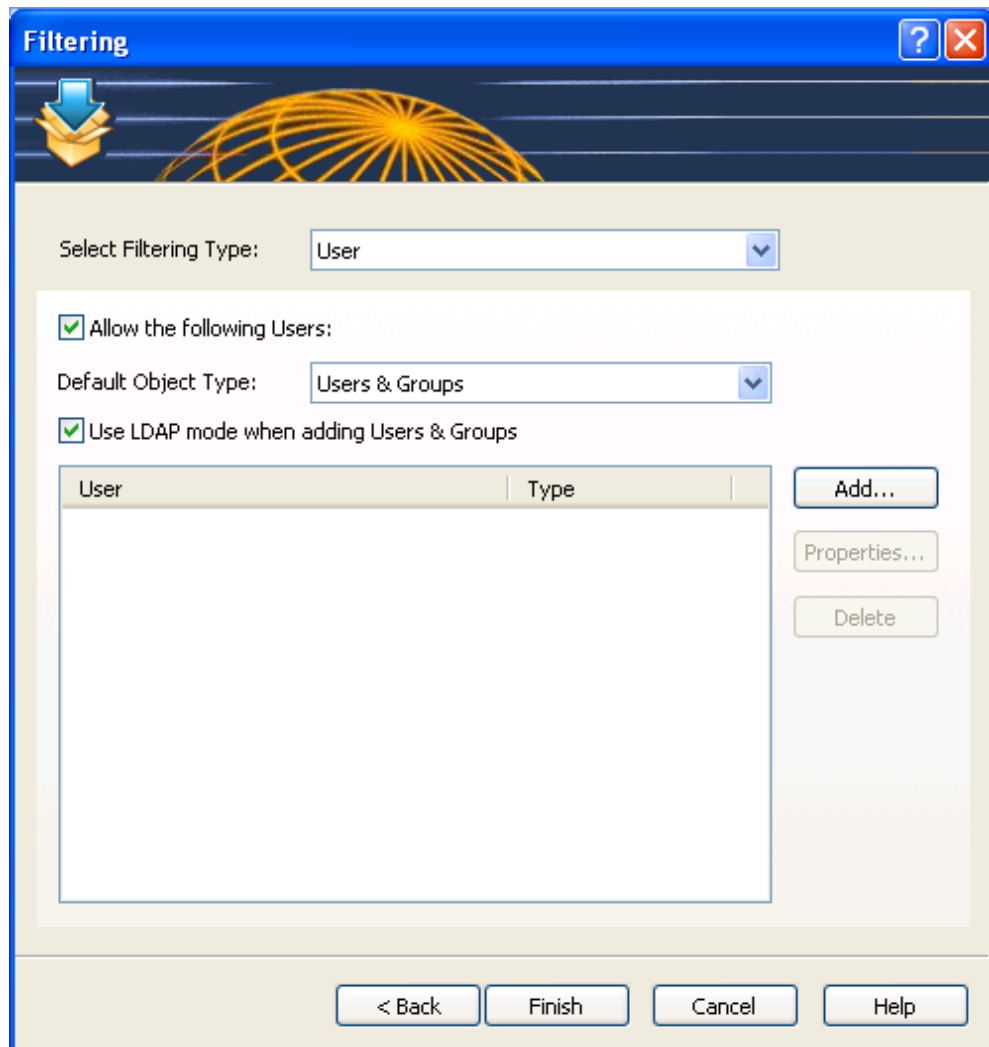 Filtering
Select Filtering Type: User
Allow the following Users:
Default Object Type: Users & Groups
Use LDAP mode when adding Users & Groups
User Type Add...
Properties...
Delete
< Back Finish Cancel Help